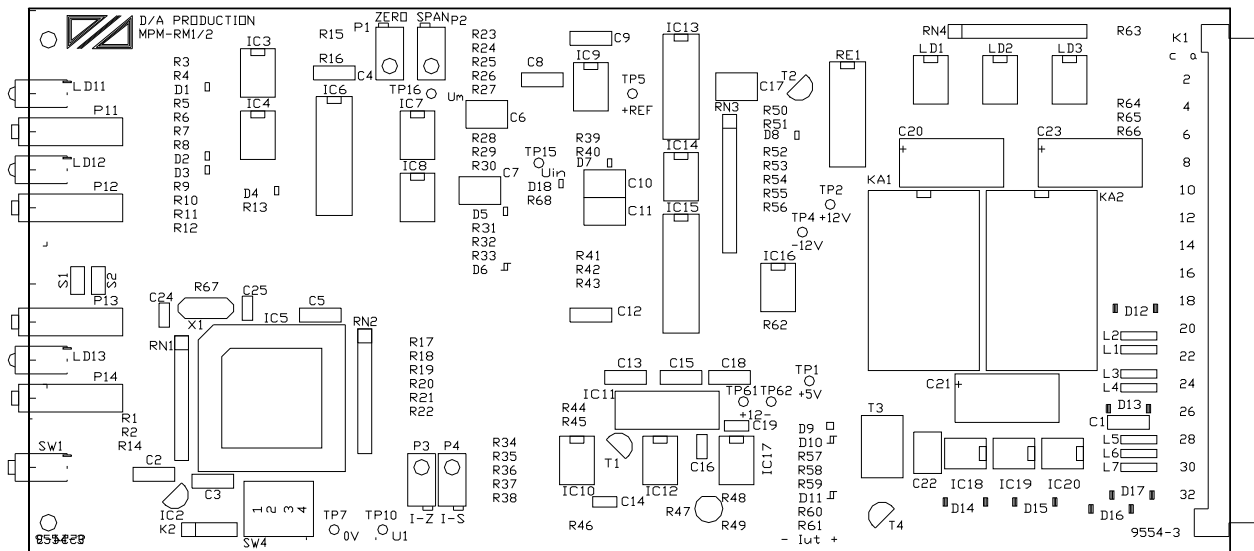 D/A PRODUCTION
MPM-RM1/2
ZERO
SPAN
P1
P2
IC3
R15
R16
C4
R3
R4
D1
R5
R6
R7
R8
D2
D3
R9
R10
R11
R12
LD11
P11
LD12
P12
IC4
D4
R13
IC6
TP16
Um
IC7
IC8
R23
R24
R25
R26
R27
C6
R28
R29
R30
C7
D5
R31
R32
R33
D6
C8
C9
IC9
TP5
+REF
TP15
Uin
R39
R40
D7
D18
R68
C10
C11
R41
R42
R43
C12
IC13
IC14
IC15
C17
RN3
T2
R50
R51
D8
R52
R53
R54
R55
R56
RE1
TP2
+12V
TP4
-12V
IC16
R62
RN4
R63
LD1
LD2
LD3
R64
R65
R66
C20
C23
KA1
KA2
K1
c a
2
4
6
8
10
12
14
16
18
20
22
24
26
28
30
32
S1
S2
P13
LD13
P14
C24
R67
C25
X1
C5
IC5
RN1
RN2
R17
R18
R19
R20
R21
R22
R1
R2
R14
SW1
C2
C3
IC2
K2
SW4
1 2 3 4
TP7
0V
TP10
U1
P3
P4
I-Z
I-S
R34
R35
R36
R37
R38
C13
C15
C18
IC11
R44
R45
TP61
TP62
+12-
TP1
+5V
C19
T1
C16
IC10
IC12
IC17
C14
R46
R47
R48
R49
D9
D10
R57
R58
R59
D11
R60
R61
- Iut +
T3
T4
C21
C22
IC18
IC19
IC20
D14
D15
D16
D17
D12
L2
L1
L3
L4
D13
C1
L5
L6
L7
9554-3